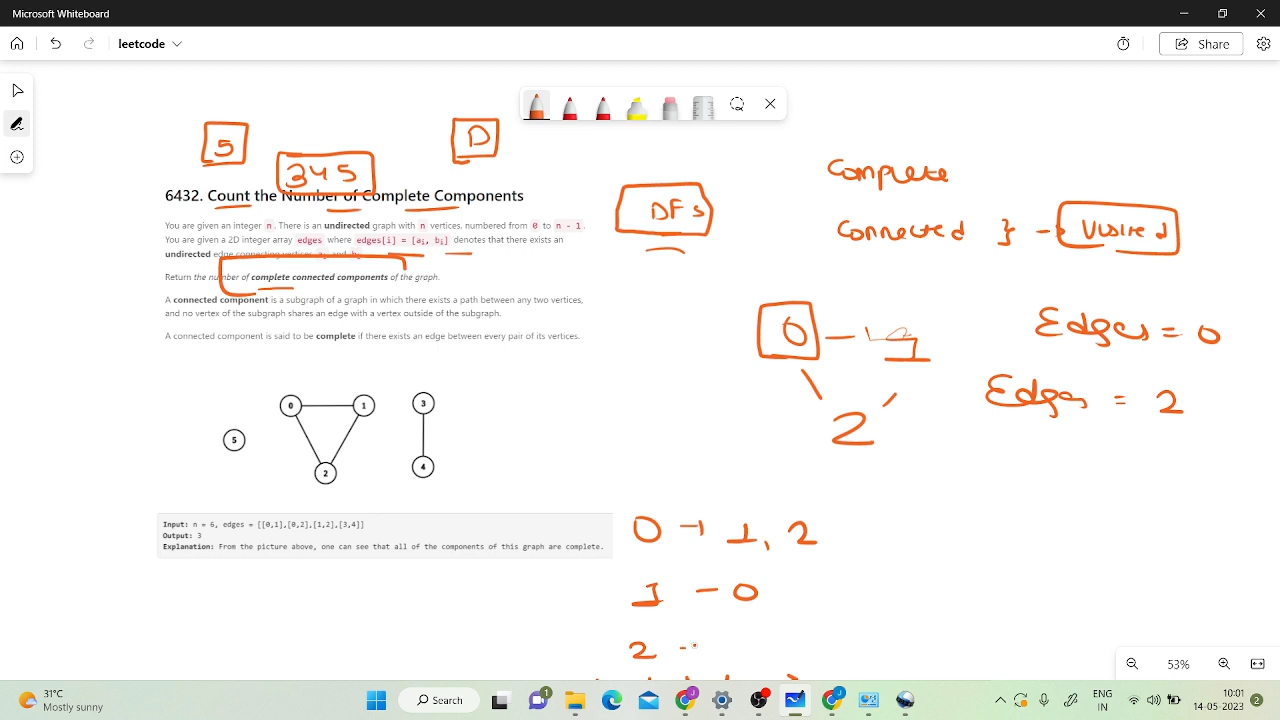 Microsoft Whiteboard
leetcode
Share
5
D
345
6432. Count the Number of Complete Components
You are given an integer n. There is an undirected graph with n vertices, numbered from 0 to n - 1.
You are given a 2D integer array edges where edges[i] = [ai, bi] denotes that there exists an
undirected edge connecting vertices ai and bi.
Return the number of complete connected components of the graph.
A connected component is a subgraph of a graph in which there exists a path between any two vertices,
and no vertex of the subgraph shares an edge with a vertex outside of the subgraph.
A connected component is said to be complete if there exists an edge between every pair of its vertices.
DFS
Complete
Connected } → Visited
0 - 1
2
Edges = 0
Edges = 2
0 1 3
5
2 4
Input: n = 6, edges = [[0,1],[0,2],[1,2],[3,4]]
Output: 3
Explanation: From the picture above, one can see that all of the components of this graph are complete.
0 → 1, 2
1 - 0
2 -
53%
31°C
Mostly sunny
Search
1
ENG
IN
10:01
14-05-2023
2